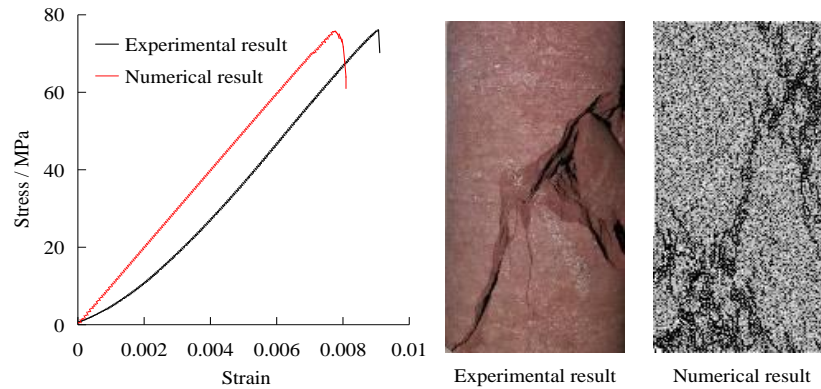 80
60
40
20
0
Stress / MPa
Experimental result
Numerical result
0
0.002
0.004
0.006
0.008
0.01
Strain
Experimental result
Numerical result